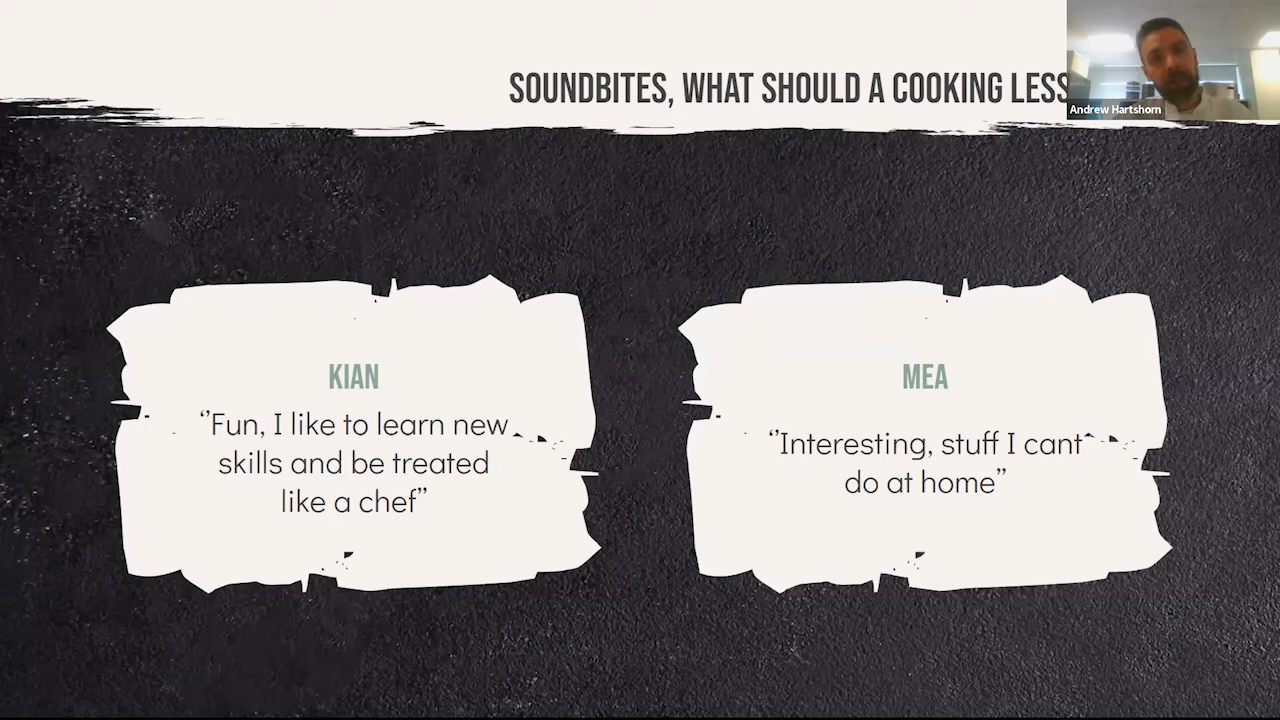 SOUNDBITES, WHAT SHOULD A COOKING LESS
Andrew Hartshorn
KIAN
“Fun, I like to learn new
skills and be treated
like a chef”
MEA
“Interesting, stuff I cant
do at home”